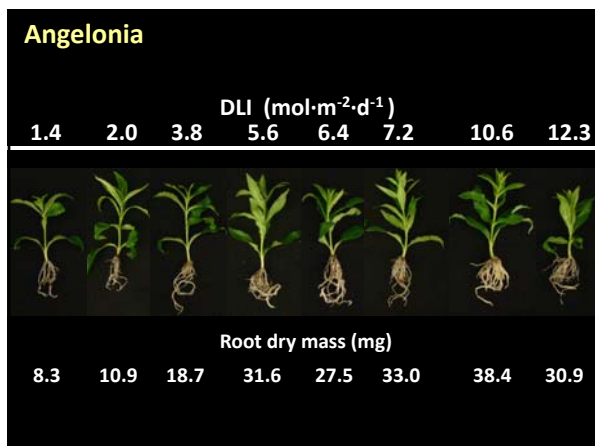 Angelonia
DLI (mol·m-2·d-1 )
1.4 2.0 3.8 5.6 6.4 7.2 10.6 12.3
Root dry mass (mg)
8.3 10.9 18.7 31.6 27.5 33.0 38.4 30.9